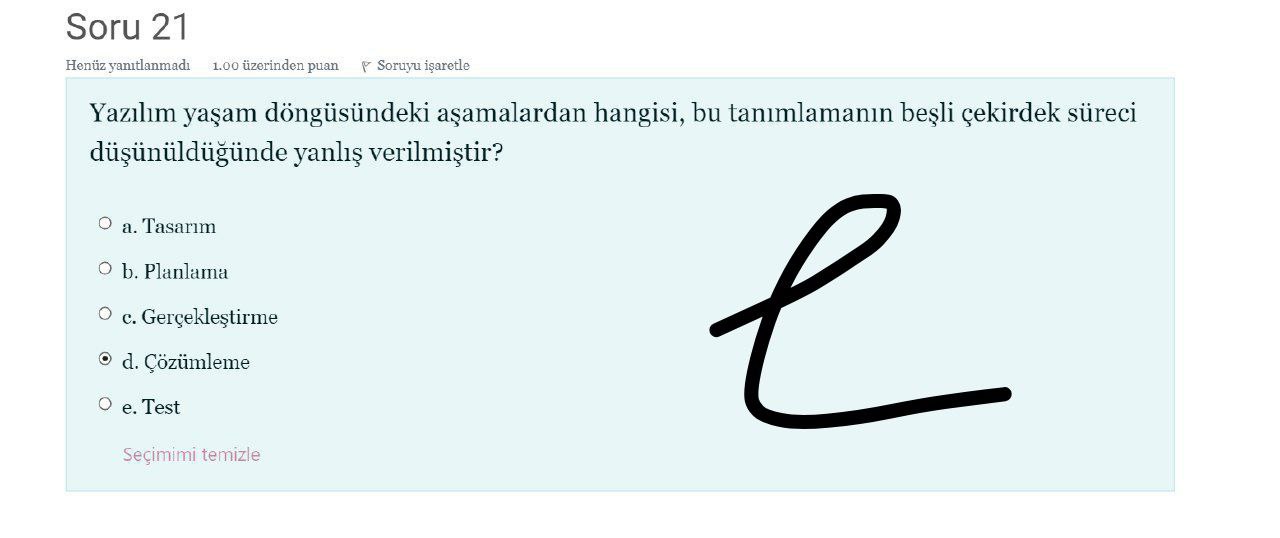 Soru 21
Henüz yanıtlanmadı 1.00 üzerinden puan Soruyu işaretle
Yazılım yaşam döngüsündeki aşamalardan hangisi, bu tanımlamanın beşli çekirdek süreci
düşünüldüğünde yanlış verilmiştir?
a. Tasarım
b. Planlama
c. Gerçekleştirme
d. Çözümleme
e. Test
Seçimimi temizle